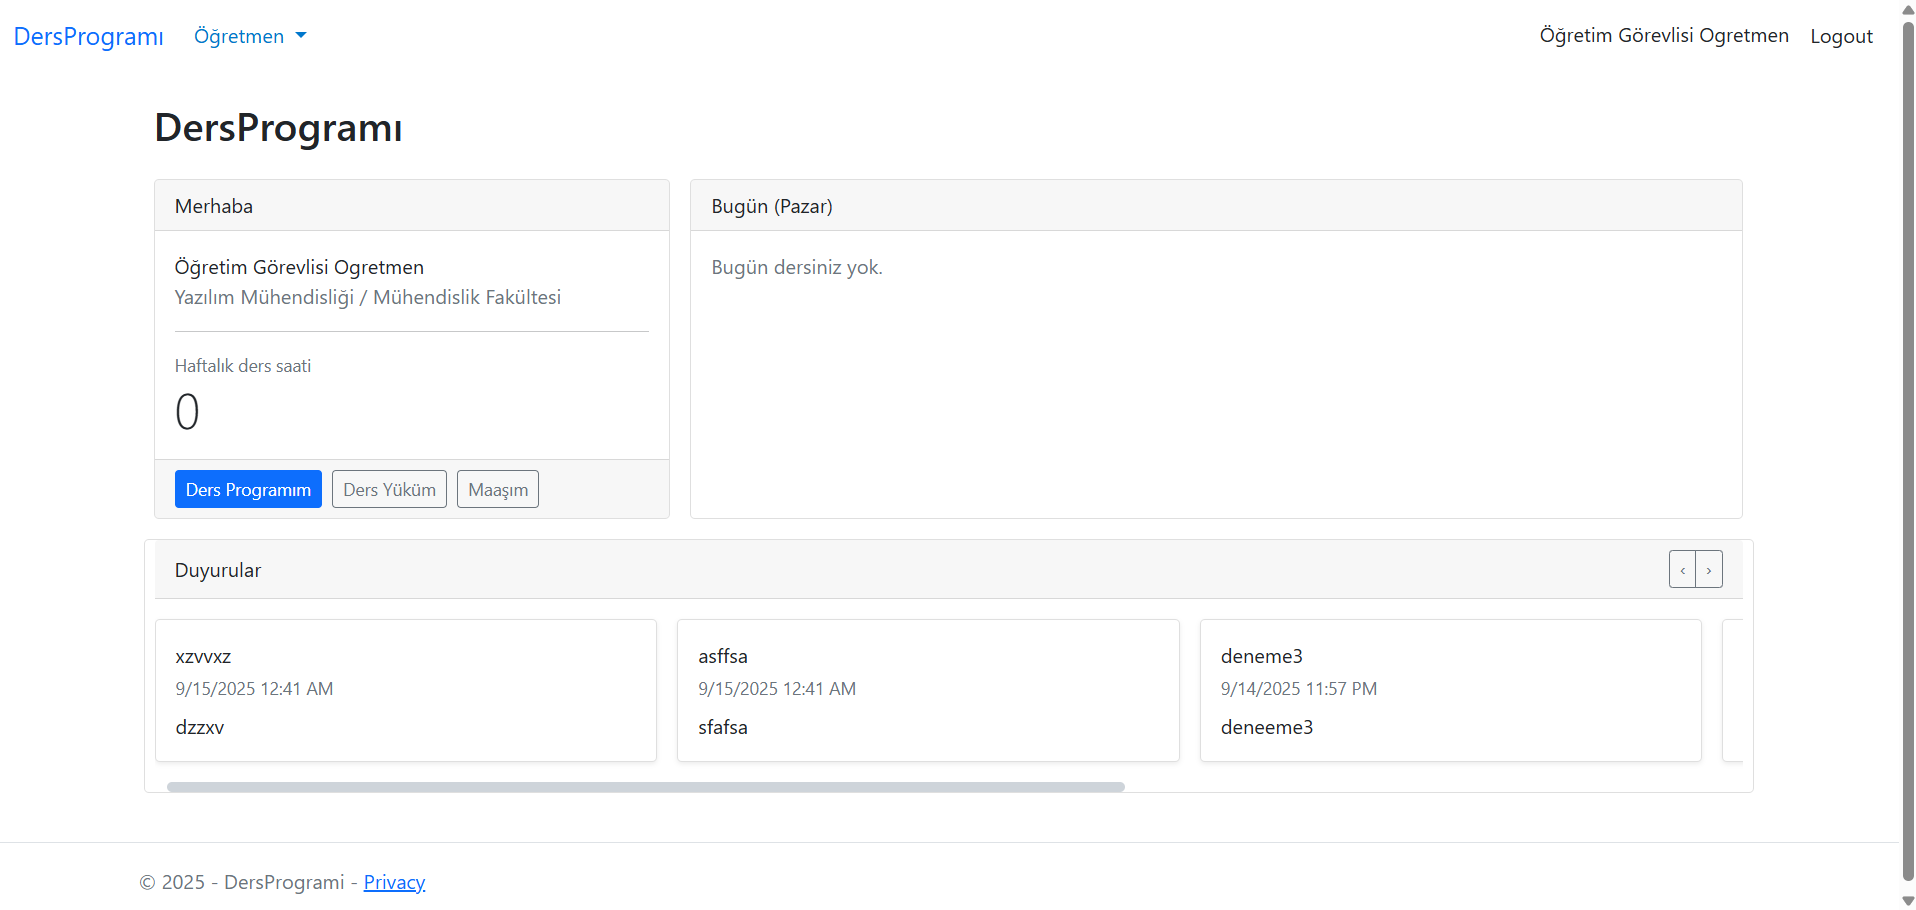 DersProgramı Öğretmen Öğretim Görevlisi Ogretmen Logout
DersProgramı
Merhaba
Öğretim Görevlisi Ogretmen
Yazılım Mühendisliği / Mühendislik Fakültesi
Haftalık ders saati
0
Ders Programım Ders Yüküm Maaşım
Bugün (Pazar)
Bugün dersiniz yok.
Duyurular ‹ ›
xzvvxz
9/15/2025 12:41 AM
dzzxv
asffsa
9/15/2025 12:41 AM
sfafsa
deneme3
9/14/2025 11:57 PM
deneeme3
© 2025 - DersProgrami - Privacy